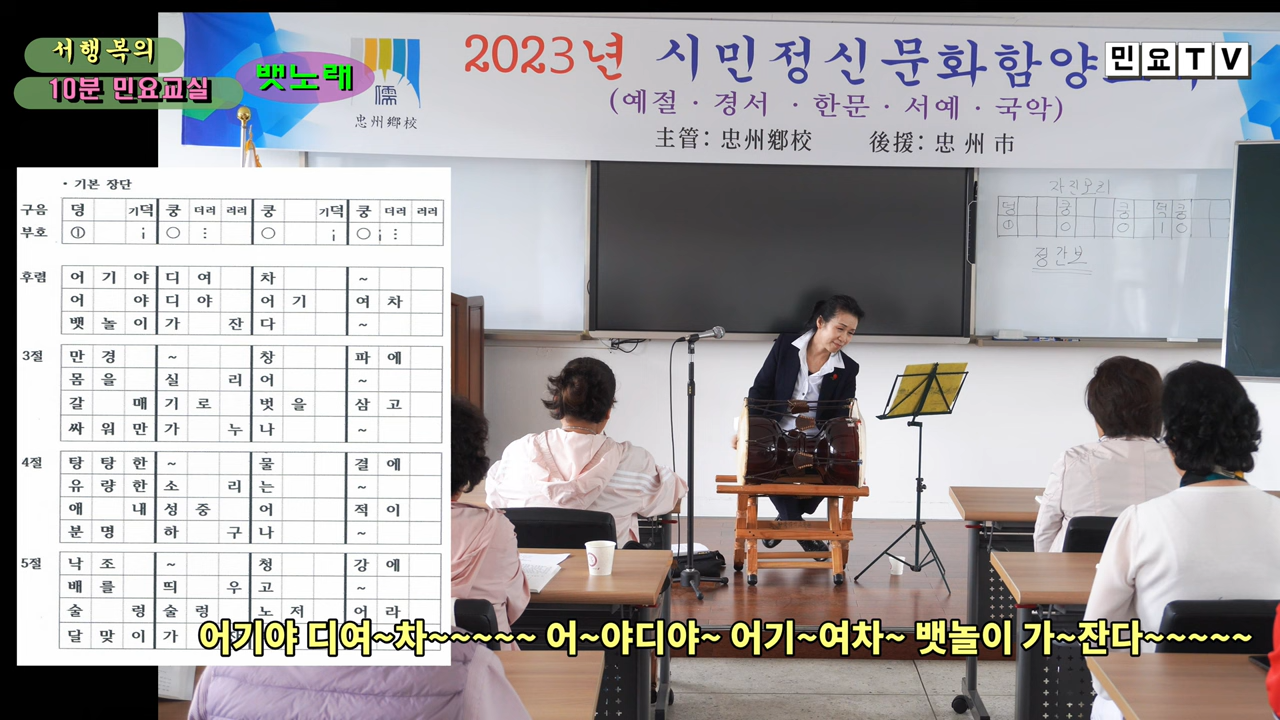 서행복의
10분 민요교실
뱃노래
儒
忠州鄕校
2023년 시민정신문화함양
민요TV
(예절 · 경서 · 한문 · 서예 · 국악)
主管: 忠州鄕校 後援: 忠州市
자진모리
덩 쿵 쿵 덕 쿵
정간보
• 기본 장단
구음 덩 기덕 쿵 더러 러러 쿵 기덕 쿵 더러 러러
부호
후렴 어 기 야 디 여 차 ~
어 야 디 야 어 기 여 차
뱃 놀 이 가 잔 다 ~
3절 만 경 ~ 창 파 에
몸 을 실 리 어 ~
갈 매 기 로 벗 을 삼 고
싸 워 만 가 누 나 ~
4절 탕 탕 한 ~ 물 결 에
유 량 한 소 리 는 ~
애 내 성 중 어 적 이
분 명 하 구 나 ~
5절 낙 조 ~ 청 강 에
배 를 띄 우 고 ~
술 령 술 렁 노 저 어 라
달 맞 이 가
어기야 디여~차~~~~~ 어~야디야~ 어기~여차~ 뱃놀이 가~잔다~~~~~